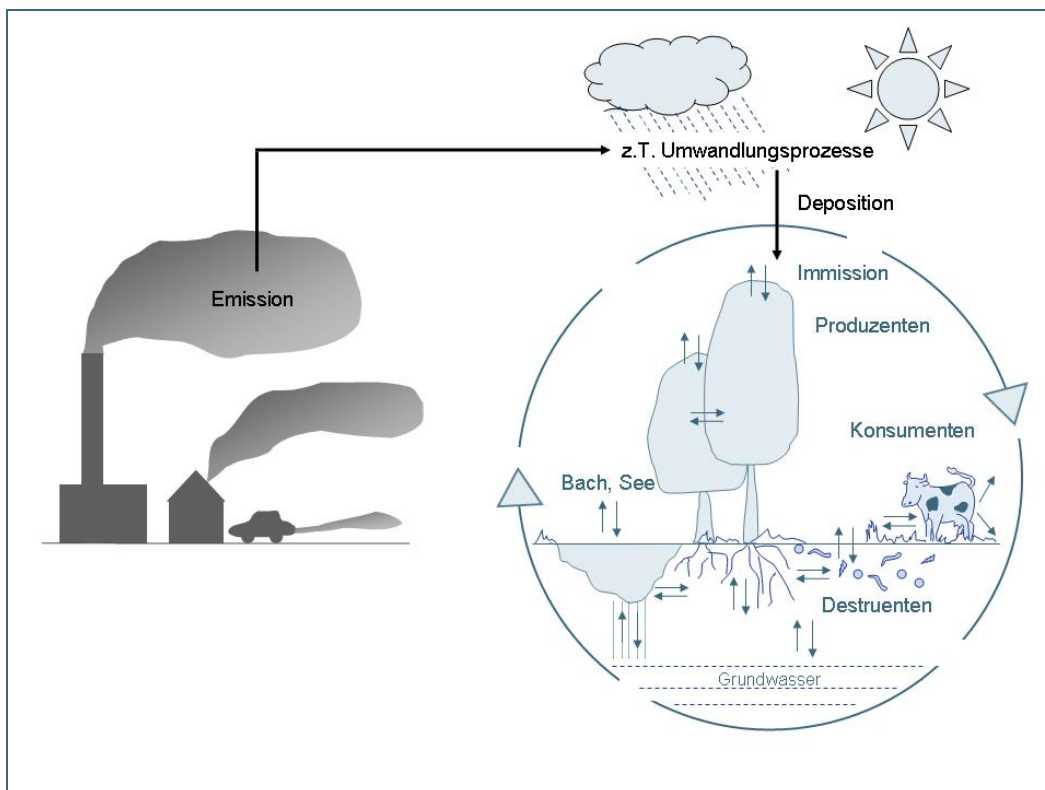 z.T. Umwandlungsprozesse
Deposition
Emission
Immission
Produzenten
Konsumenten
Bach, See
Destruenten
Grundwasser